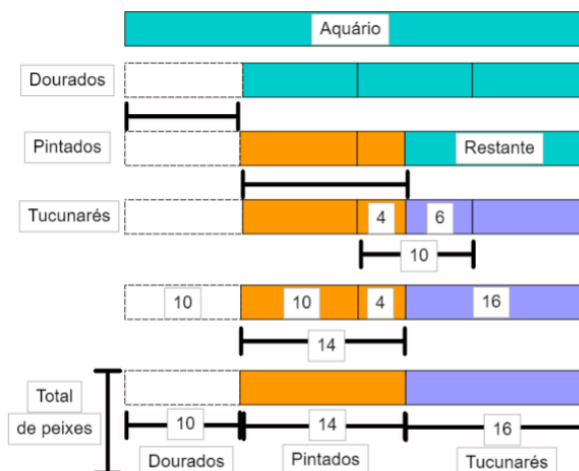 Aquário
Dourados
Pintados
Restante
Tucunarés
4
6
10
10
10
4
16
14
Total
de peixes
10
14
16
Dourados
Pintados
Tucunarés